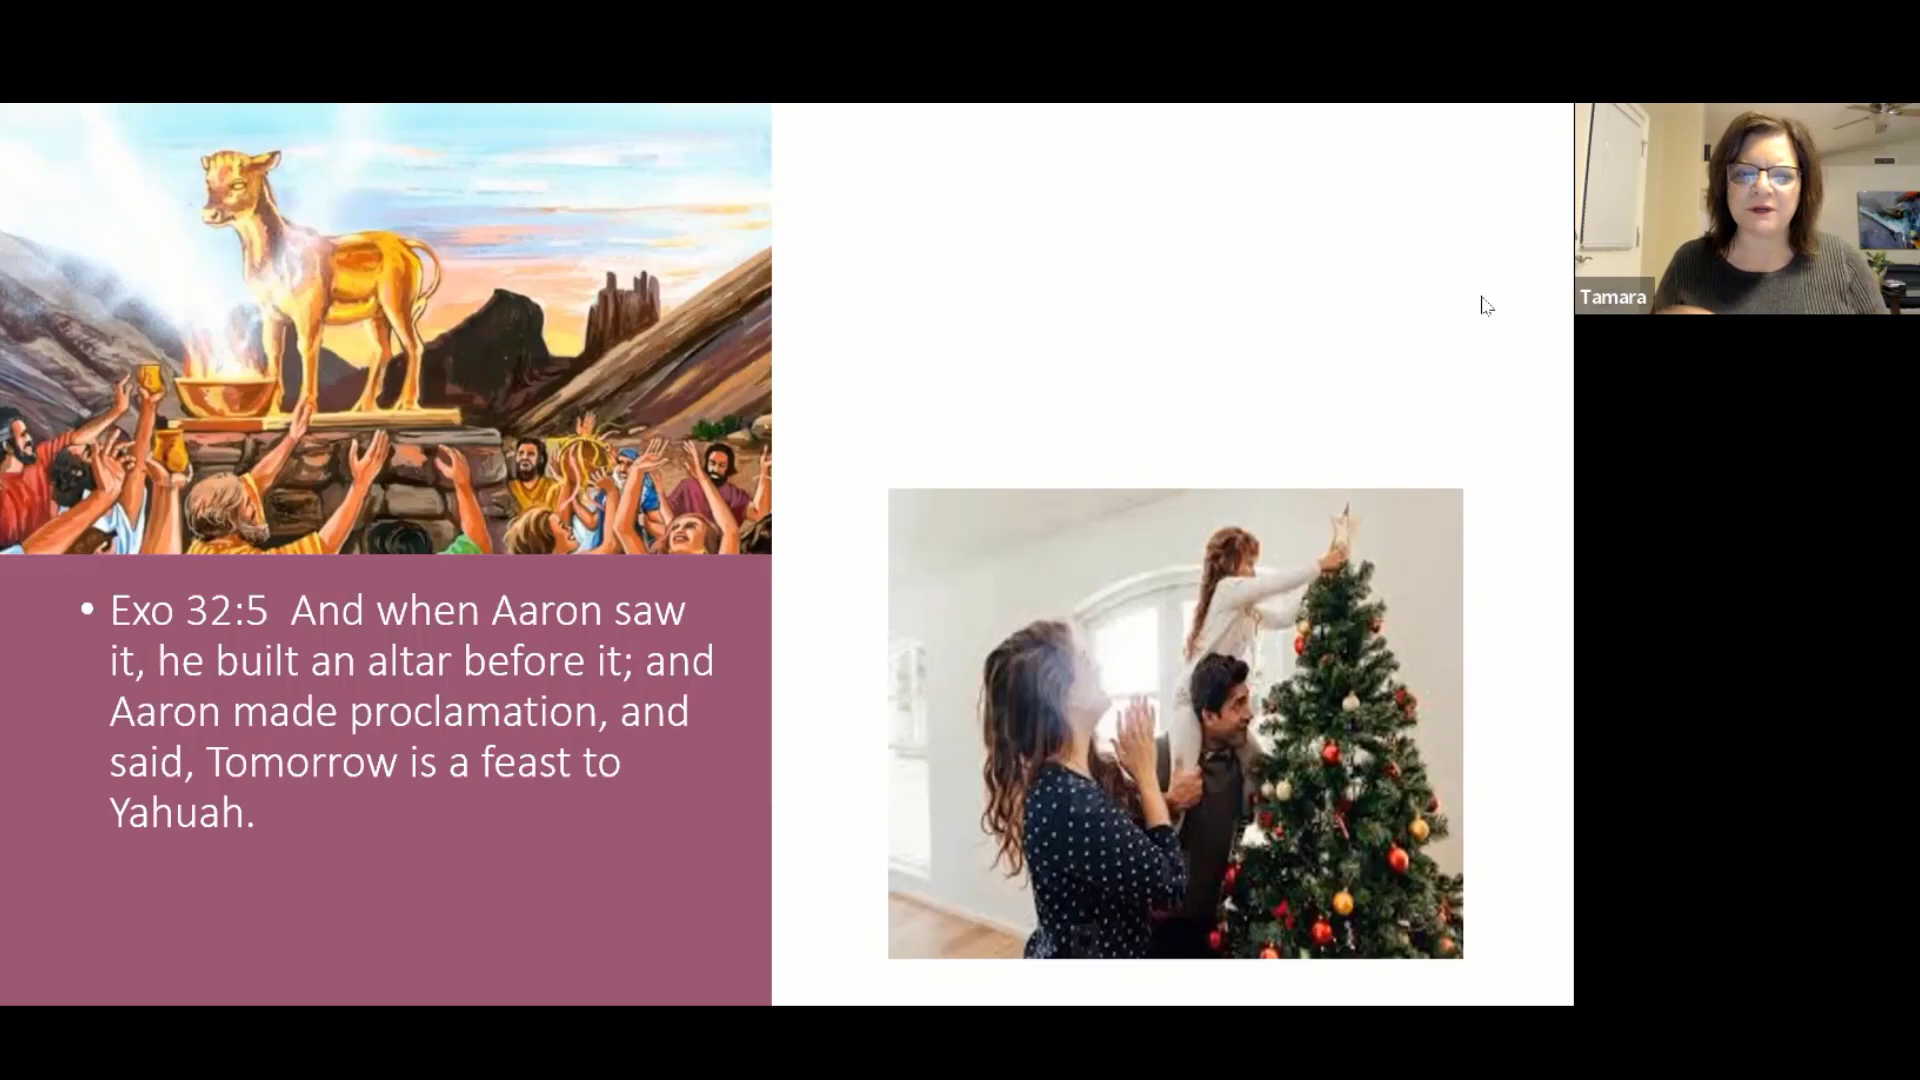 • Exo 32:5  And when Aaron saw
it, he built an altar before it; and
Aaron made proclamation, and
said, Tomorrow is a feast to
Yahuah.
Tamara